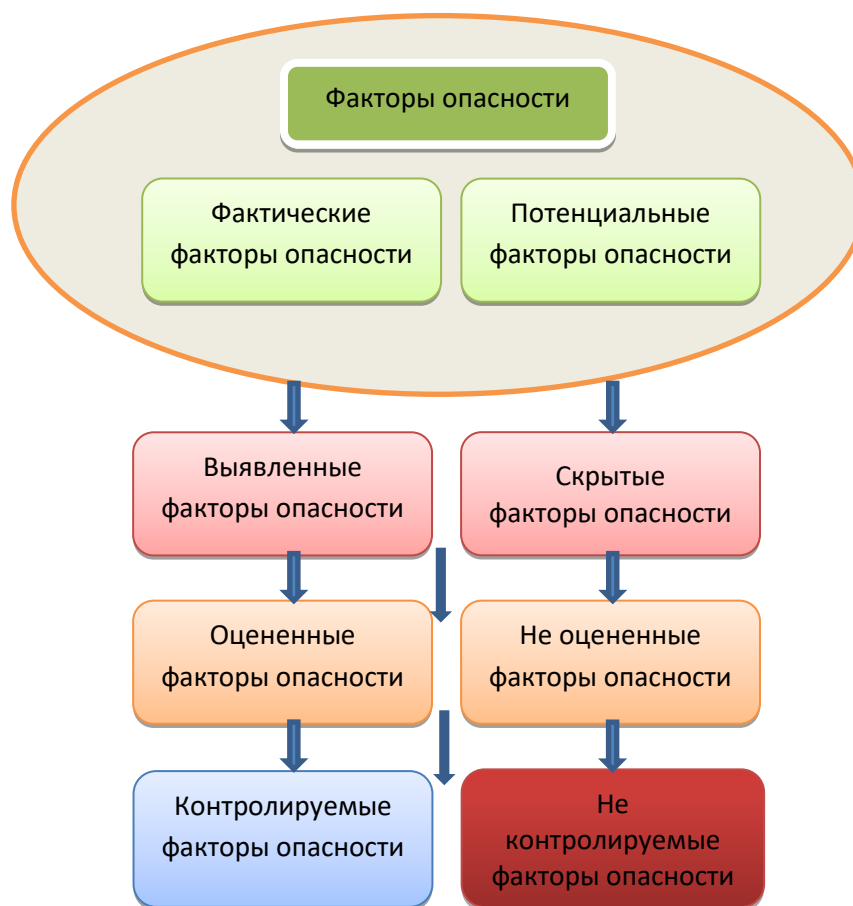 Факторы опасности
Фактические
факторы опасности
Потенциальные
факторы опасности
Выявленные
факторы опасности
Скрытые
факторы опасности
Оцененные
факторы опасности
Не оцененные
факторы опасности
Контролируемые
факторы опасности
Не
контролируемые
факторы опасности